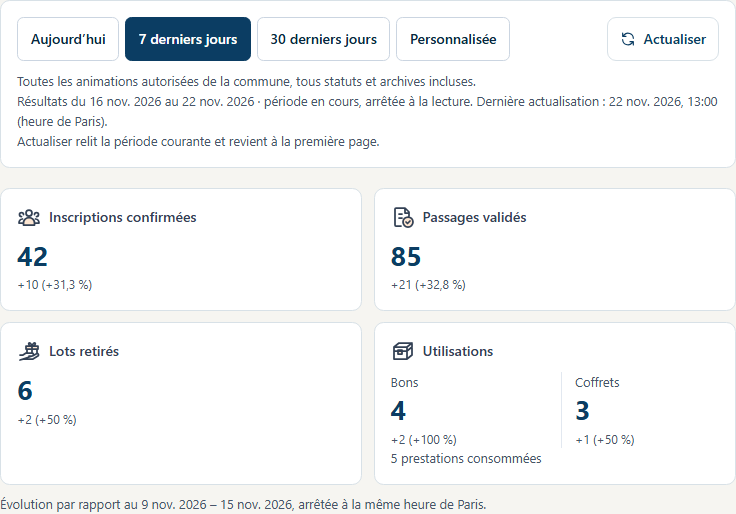 Aujourd’hui
7 derniers jours
30 derniers jours
Personnalisée
Actualiser
Toutes les animations autorisées de la commune, tous statuts et archives incluses.
Résultats du 16 nov. 2026 au 22 nov. 2026 · période en cours, arrêtée à la lecture. Dernière actualisation : 22 nov. 2026, 13:00
(heure de Paris).
Actualiser relit la période courante et revient à la première page.
Inscriptions confirmées
42
+10 (+31,3 %)
Passages validés
85
+21 (+32,8 %)
Lots retirés
6
+2 (+50 %)
Utilisations
Bons
4
+2 (+100 %)
5 prestations consommées
Coffrets
3
+1 (+50 %)
Évolution par rapport au 9 nov. 2026 – 15 nov. 2026, arrêtée à la même heure de Paris.